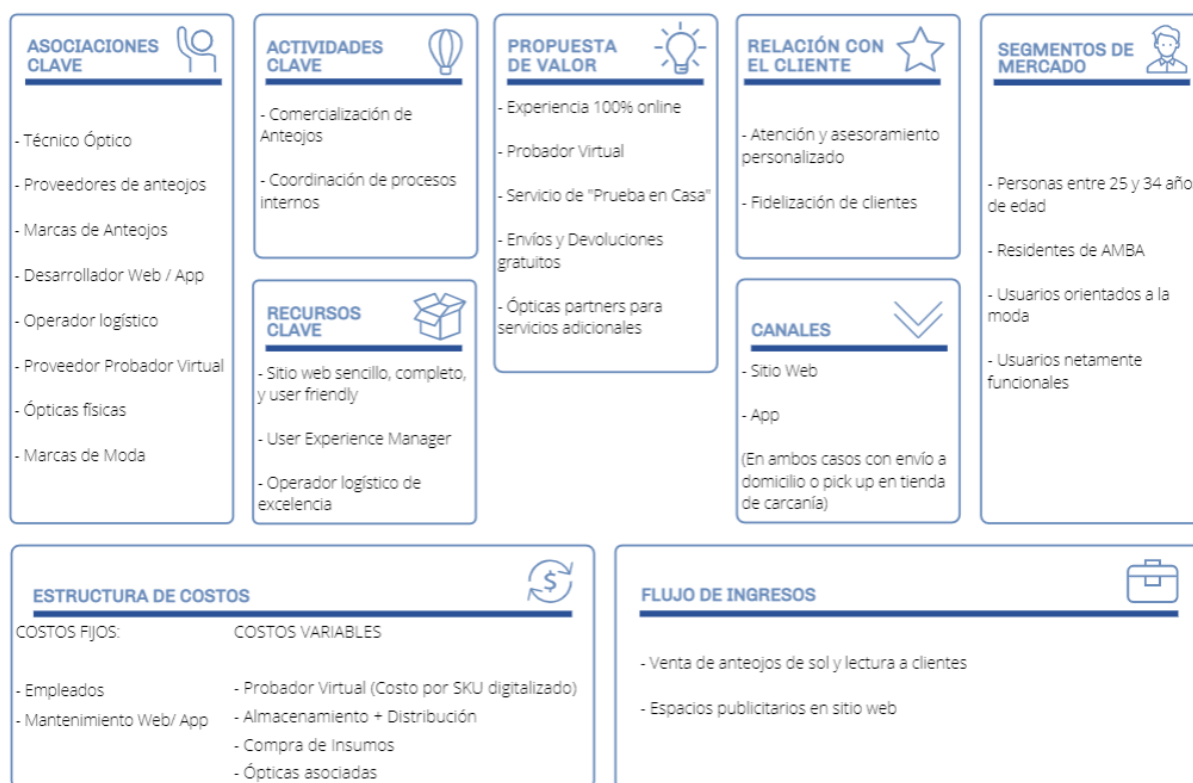 ASOCIACIONES
CLAVE
- Técnico Óptico
- Proveedores de anteojos
- Marcas de Anteojos
- Desarrollador Web / App
- Operador logístico
- Proveedor Probador Virtual
- Ópticas físicas
- Marcas de Moda
ACTIVIDADES
CLAVE
- Comercialización de
Anteojos
- Coordinación de procesos
internos
RECURSOS
CLAVE
- Sitio web sencillo, completo,
y user friendly
- User Experience Manager
- Operador logístico de
excelencia
PROPUESTA
DE VALOR
- Experiencia 100% online
- Probador Virtual
- Servicio de "Prueba en Casa"
- Envíos y Devoluciones
gratuitos
- Ópticas partners para
servicios adicionales
RELACIÓN CON
EL CLIENTE
- Atención y asesoramiento
personalizado
- Fidelización de clientes
CANALES
- Sitio Web
- App
(En ambos casos con envío a
domicilio o pick up en tienda
de carcanía)
SEGMENTOS DE
MERCADO
- Personas entre 25 y 34 año
de edad
- Residentes de AMBA
- Usuarios orientados a la
moda
- Usuarios netamente
funcionales
ESTRUCTURA DE COSTOS
COSTOS FIJOS:
- Empleados
- Mantenimiento Web/ App
COSTOS VARIABLES
- Probador Virtual (Costo por SKU digitalizado)
- Almacenamiento + Distribución
- Compra de Insumos
- Ópticas asociadas
FLUJO DE INGRESOS
- Venta de anteojos de sol y lectura a clientes
- Espacios publicitarios en sitio web